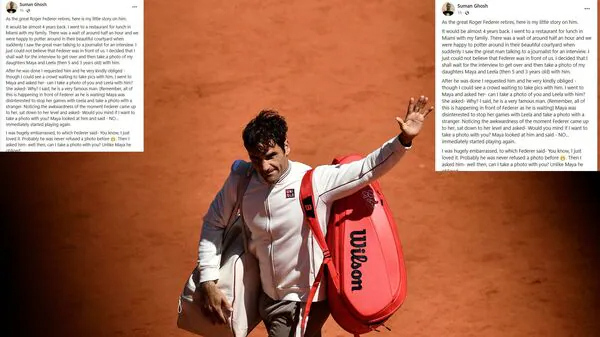 Suman Ghosh
1h
As the great Roger Federer retires, here is my little story on him.
It would be almost 4 years back. I went to a restaurant for lunch in
Miami with my family. There was a wait of around half an hour and we
were happy to potter around in their beautiful courtyard when
suddenly I saw the great man talking to a journalist for an interview. I
just could not believe that Federer was in front of us. I decided that I
shall wait for the interview to get over and then take a photo of my
daughters Maya and Leela (then 5 and 3 years old) with him.
After he was done I requested him and he very kindly obliged -
though I could see a crowd waiting to take pics with him. I went to
Maya and asked her- can I take a photo of you and Leela with him?
She asked- Why? I said, he is a very famous man. (Remember, all of
this is happening in front of Federer as he is waiting) Maya was
disinterested to stop her games with Leela and take a photo with a
stranger. Noticing the awkwardness of the moment Federer came up
to her, sat down to her level and asked- Would you mind if I want to
take a photo with you? Maya looked at him and said - NO...
immediately started playing again.
I was hugely embarrassed, to which Federer said - You know, I just
loved it. Probably he was never refused a photo before Then I
asked him- well then, can I take a photo with you? Unlike Maya he
obliged
Suman Ghosh
1h
As the great Roger Federer retires, here is my little story on him.
It would be almost 4 years back. I went to a restaurant for lunch in
Miami with my family. There was a wait of around half an hour and we
were happy to potter around in their beautiful courtyard when
suddenly I saw the great man talking to a journalist for an interview. I
just could not believe that Federer was in front of us. I decided that I
shall wait for the interview to get over and then take a photo of my
daughters Maya and Leela (then 5 and 3 years old) with him.
After he was done I requested him and he very kindly obliged -
though I could see a crowd waiting to take pics with him. I went to
Maya and asked her- can I take a photo of you and Leela with him?
She asked- Why? I said, he is a very famous man. (Remember, all of
this is happening in front of Federer as he is waiting) Maya was
disinterested to stop her games with Leela and take a photo with a
stranger. Noticing the awkwardness of the moment Federer came up
to her, sat down to her level and asked- Would you mind if I want to
take a photo with you? Maya looked at him and said - NO...
immediately started playing again.
I was hugely embarrassed, to which Federer said - You know, I just
loved it. Probably he was never refused a photo before Then I
asked him- well then, can I take a photo with you? Unlike Maya he
Wilson